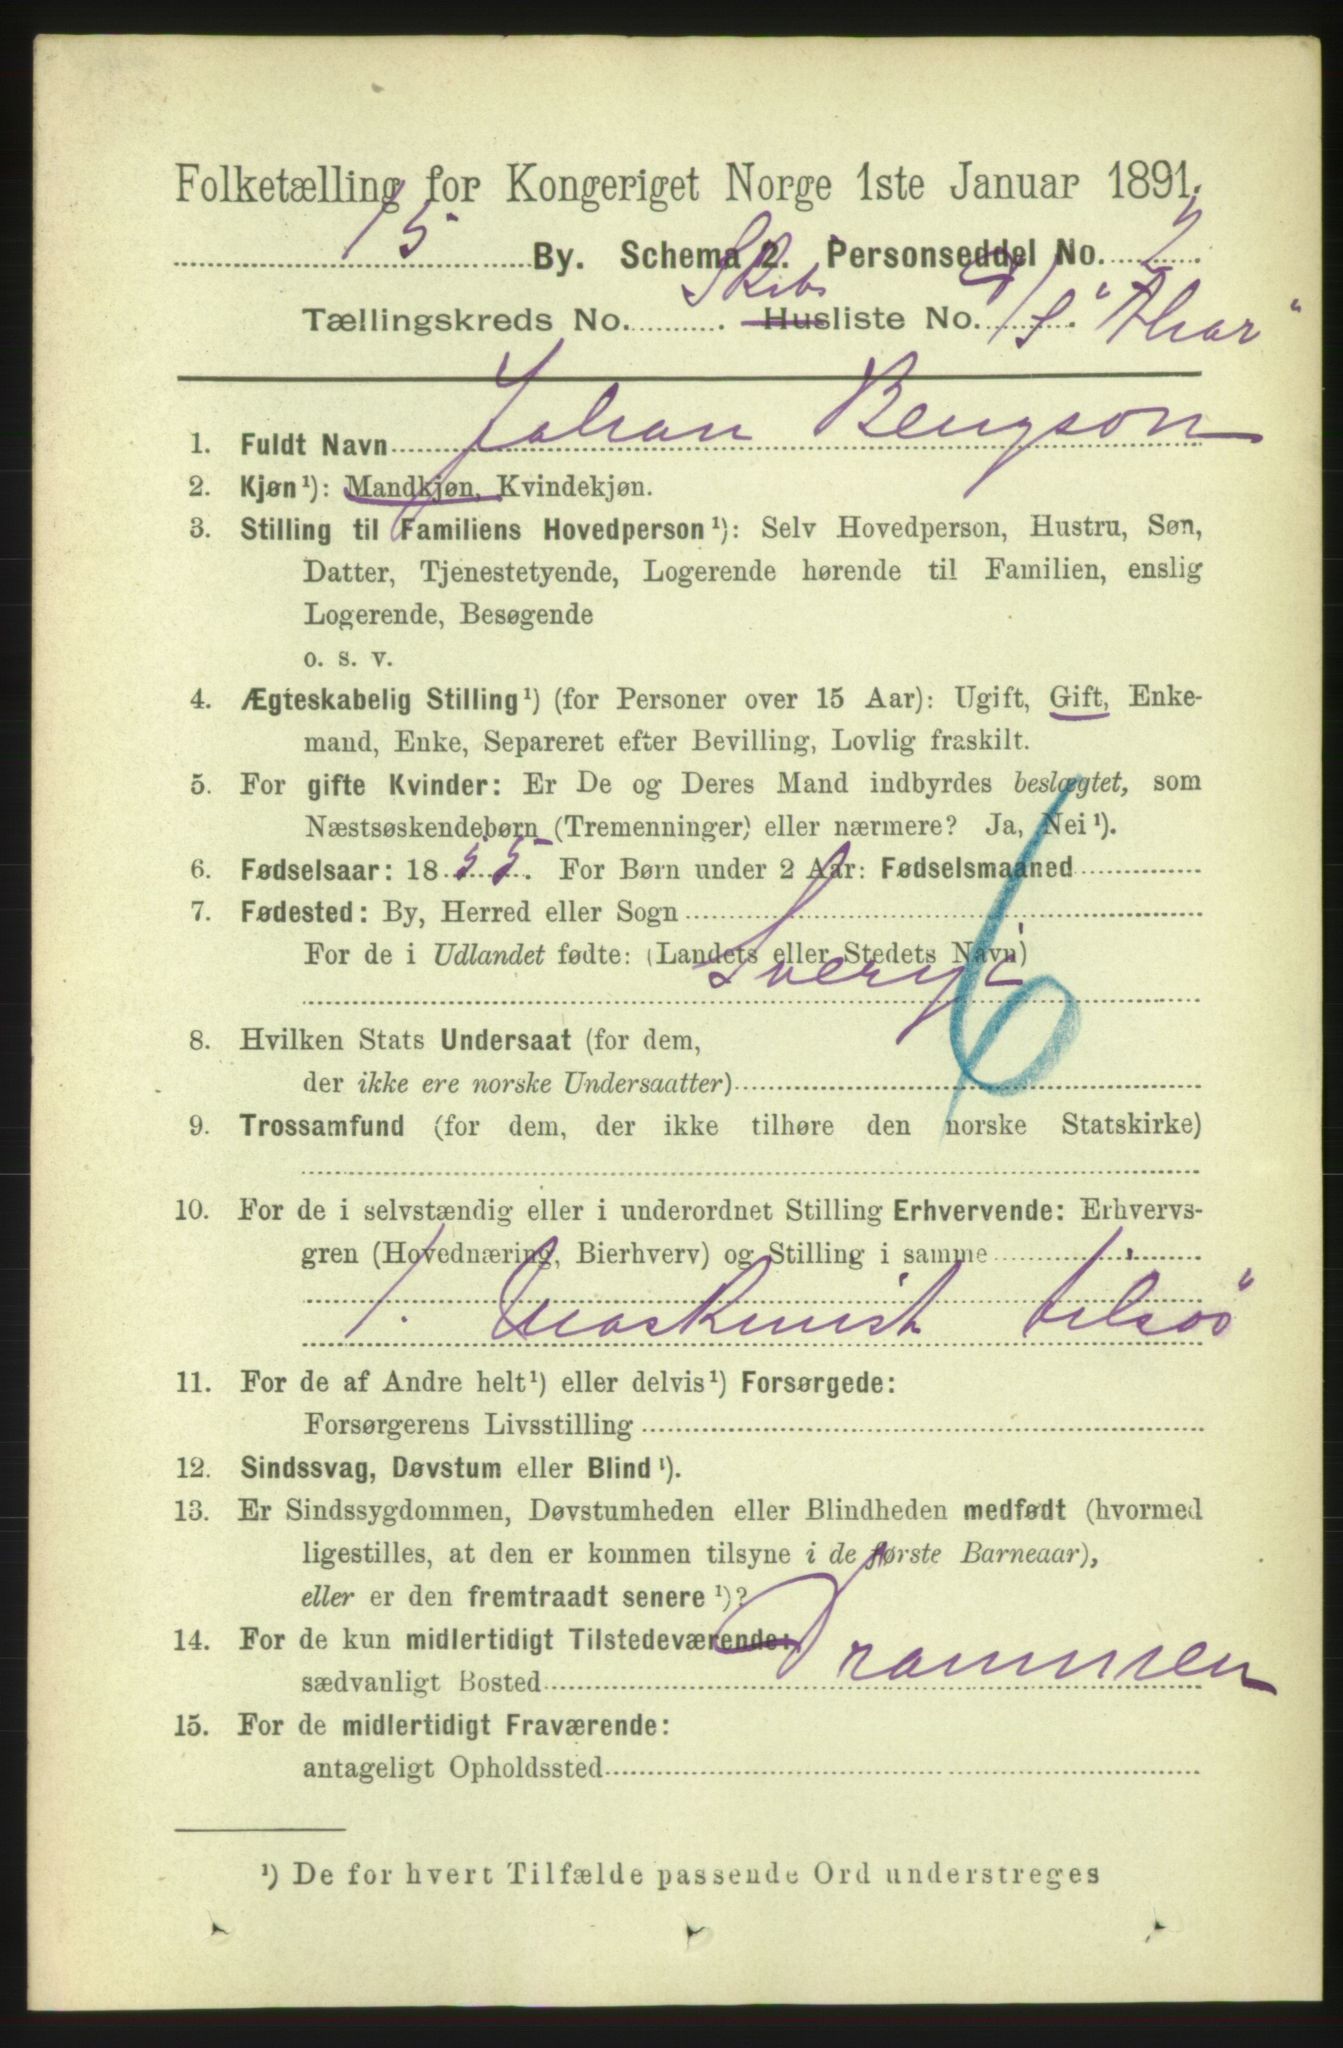 Folketælling for Kongeriget Norge 1ste Januar 1891.
15 By. Schema 2. Personseddel No. 2
Tællingskreds No. Skibs Husliste No. D/S "Thor"
1. Fuldt Navn Johan Bengson
2. Kjøn¹): Mandkjøn, Kvindekjøn.
3. Stilling til Familiens Hovedperson¹): Selv Hovedperson, Hustru, Søn,
Datter, Tjenestetyende, Logerende hørende til Familien, enslig
Logerende, Besøgende
o. s. v.
4. Ægteskabelig Stilling¹) (for Personer over 15 Aar): Ugift, Gift, Enke-
mand, Enke, Separeret efter Bevilling, Lovlig fraskilt.
5. For gifte Kvinder: Er De og Deres Mand indbyrdes beslægtet, som
Næstsøskendebørn (Tremenninger) eller nærmere? Ja, Nei¹).
6. Fødselsaar: 1855. For Børn under 2 Aar: Fødselsmaaned
7. Fødested: By, Herred eller Sogn
For de i Udlandet fødte: (Landets eller Stedets Navn)
Sverige
6
8. Hvilken Stats Undersaat (for dem,
der ikke ere norske Undersaatter)
9. Trossamfund (for dem, der ikke tilhøre den norske Statskirke)
10. For de i selvstændig eller i underordnet Stilling Erhvervende: Erhvervs-
gren (Hovednæring, Bierhverv) og Stilling i samme
1. Maskinist tilsøs
11. For de af Andre helt¹) eller delvis¹) Forsørgede:
Forsørgerens Livsstilling
12. Sindssvag, Døvstum eller Blind¹).
13. Er Sindssygdommen, Døvstumheden eller Blindheden medfødt (hvormed
ligestilles, at den er kommen tilsyne i de første Barneaar),
eller er den fremtraadt senere¹)?
14. For de kun midlertidigt Tilstedeværende:
sædvanligt Bosted Drammen
15. For de midlertidigt Fraværende:
antageligt Opholdssted
¹) De for hvert Tilfælde passende Ord understreges